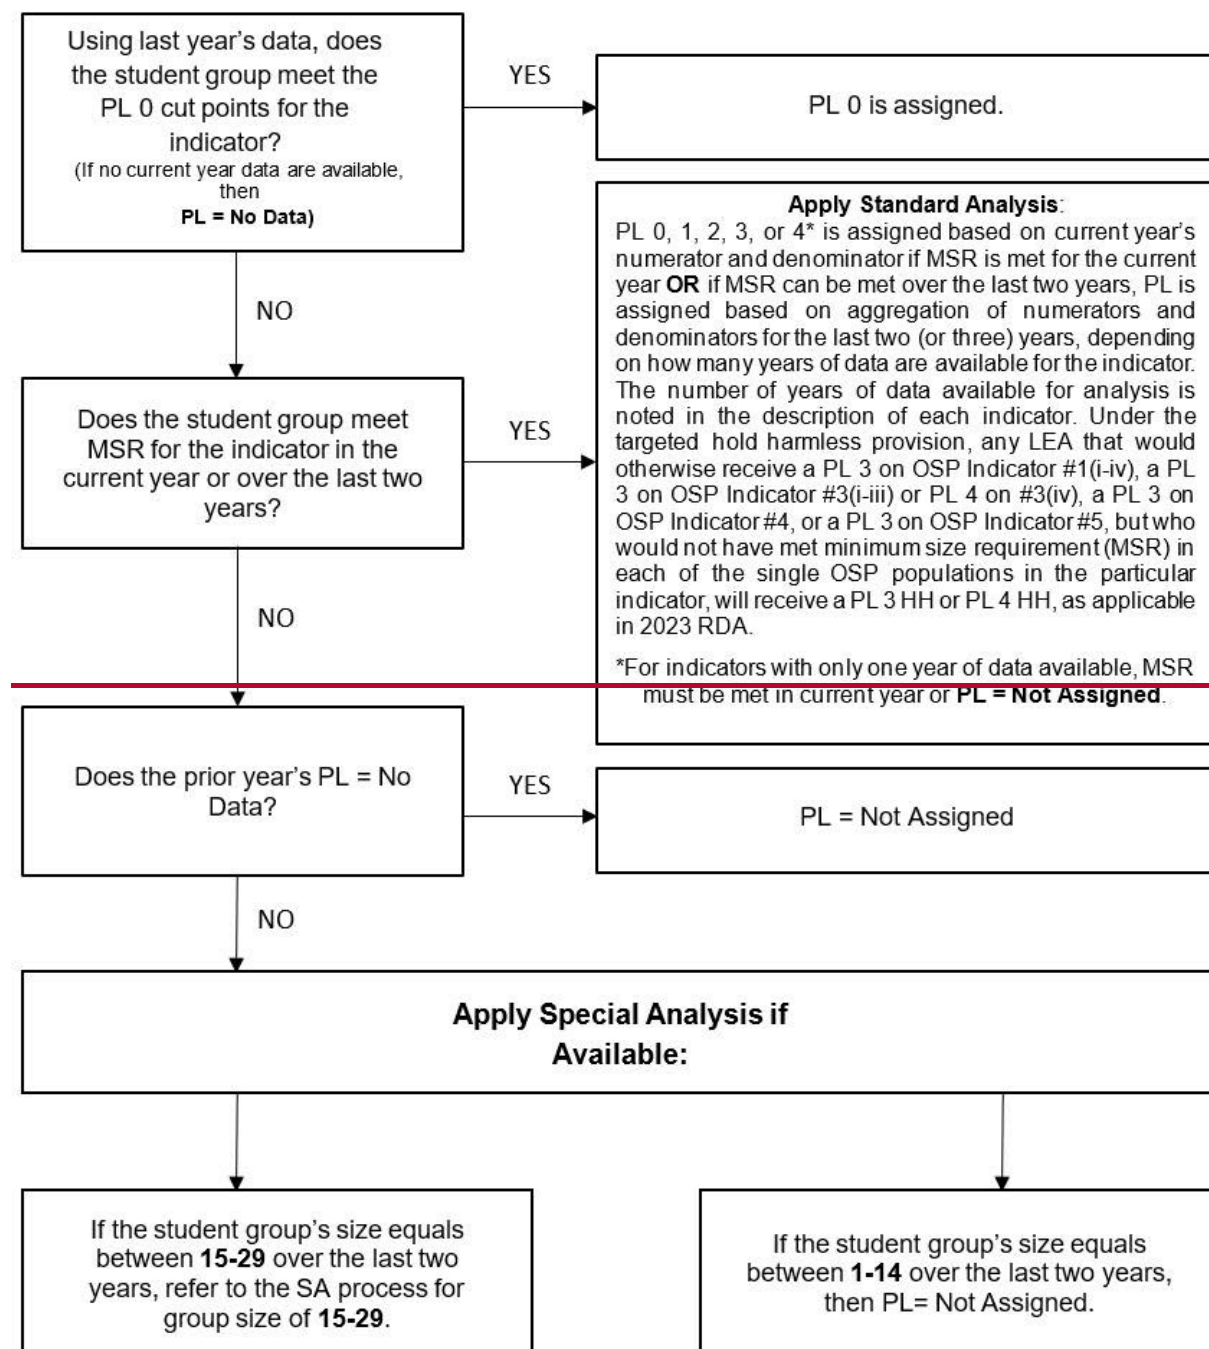 Using last year’s data, does
the student group meet the
PL 0 cut points for the
indicator?
(If no current year data are available,
then
PL = No Data)
YES
PL 0 is assigned.
NO
Apply Standard Analysis:
PL 0, 1, 2, 3, or 4* is assigned based on current year’s
numerator and denominator if MSR is met for the current
year OR if MSR can be met over the last two years, PL is
assigned based on aggregation of numerators and
denominators for the last two (or three) years, depending
on how many years of data are available for the indicator.
The number of years of data available for analysis is
noted in the description of each indicator. Under the
targeted hold harmless provision, any LEA that would
otherwise receive a PL 3 on OSP Indicator #1(i-iv), a PL
3 on OSP Indicator #3(i-iii) or PL 4 on #3(iv), a PL 3 on
OSP Indicator #4, or a PL 3 on OSP Indicator #5, but who
would not have met minimum size requirement (MSR) in
each of the single OSP populations in the particular
indicator, will receive a PL 3 HH or PL 4 HH, as applicable
in 2023 RDA.
*For indicators with only one year of data available, MSR
must be met in current year or PL = Not Assigned.
Does the student group meet
MSR for the indicator in the
current year or over the last two
years?
YES
NO
Does the prior year’s PL = No
Data?
YES
PL = Not Assigned
NO
Apply Special Analysis if
Available:
If the student group’s size equals
between 15-29 over the last two
years, refer to the SA process for
group size of 15-29.
If the student group’s size equals
between 1-14 over the last two years,
then PL= Not Assigned.